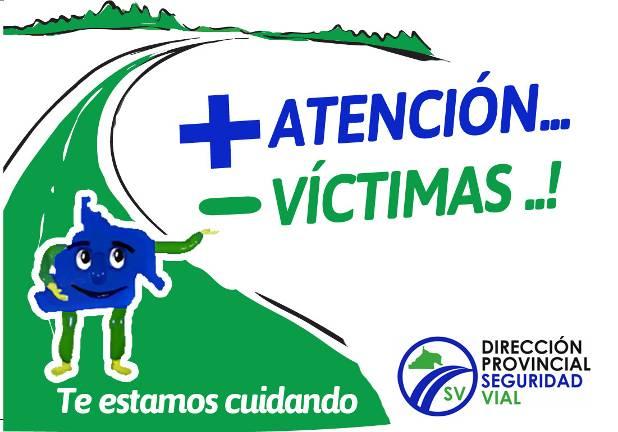 + ATENCIÓN...
- VÍCTIMAS ..!
Te estamos cuidando
SV
DIRECCIÓN
PROVINCIAL
SEGURIDAD
VIAL